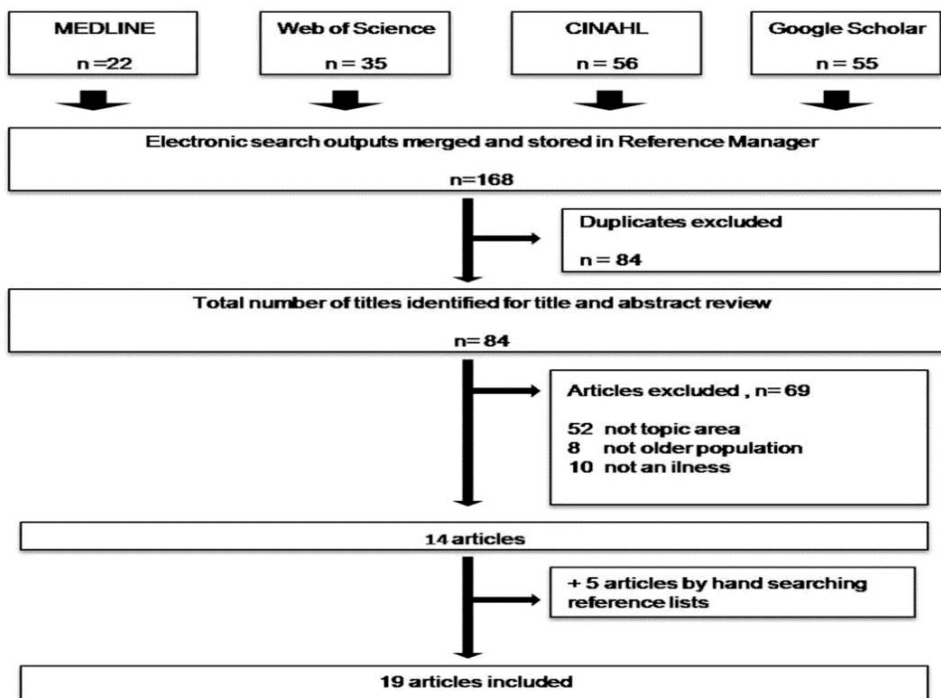 MEDLINE
n =22
Web of Science
n = 35
CINAHL
n = 56
Google Scholar
n = 55
Electronic search outputs merged and stored in Reference Manager
n=168
Duplicates excluded
n = 84
Total number of titles identified for title and abstract review
n= 84
Articles excluded , n= 69
52 not topic area
8 not older population
10 not an ilness
14 articles
+ 5 articles by hand searching
reference lists
19 articles included